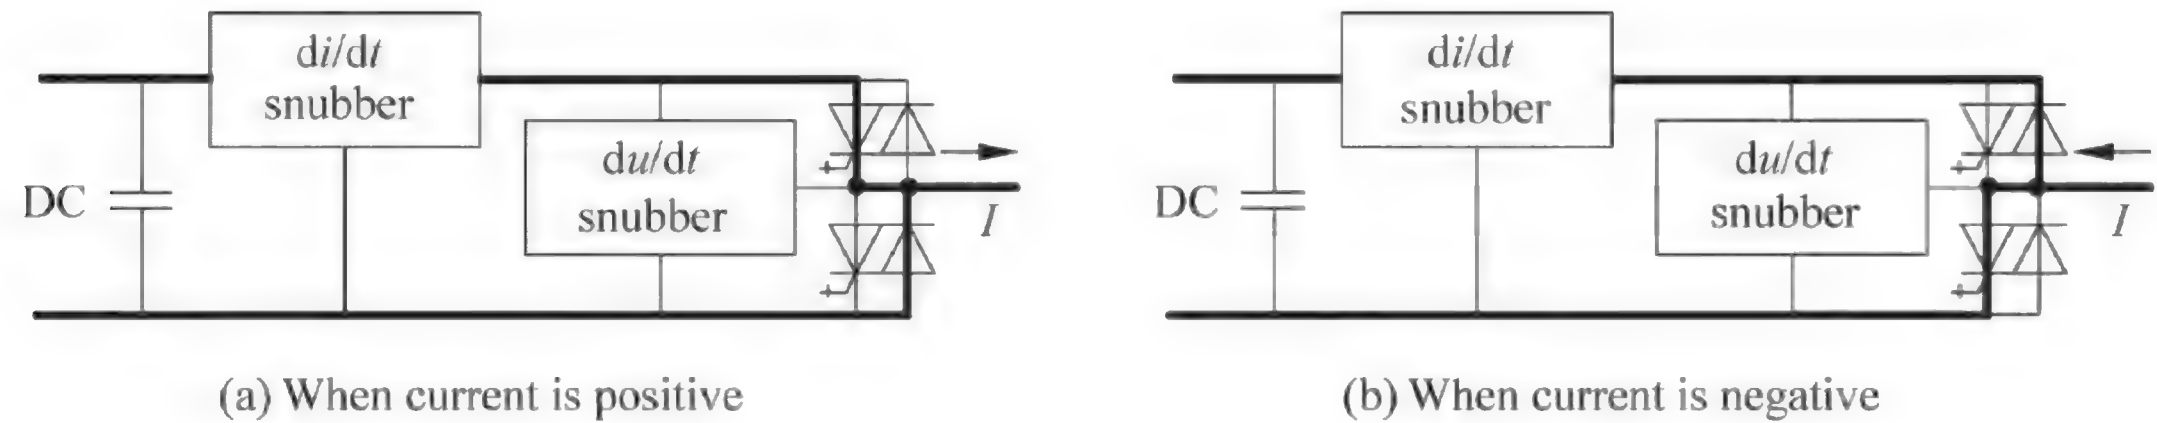 di/dt
snubber
du/dt
snubber
DC
I
(a) When current is positive
di/dt
snubber
du/dt
snubber
DC
I
(b) When current is negative